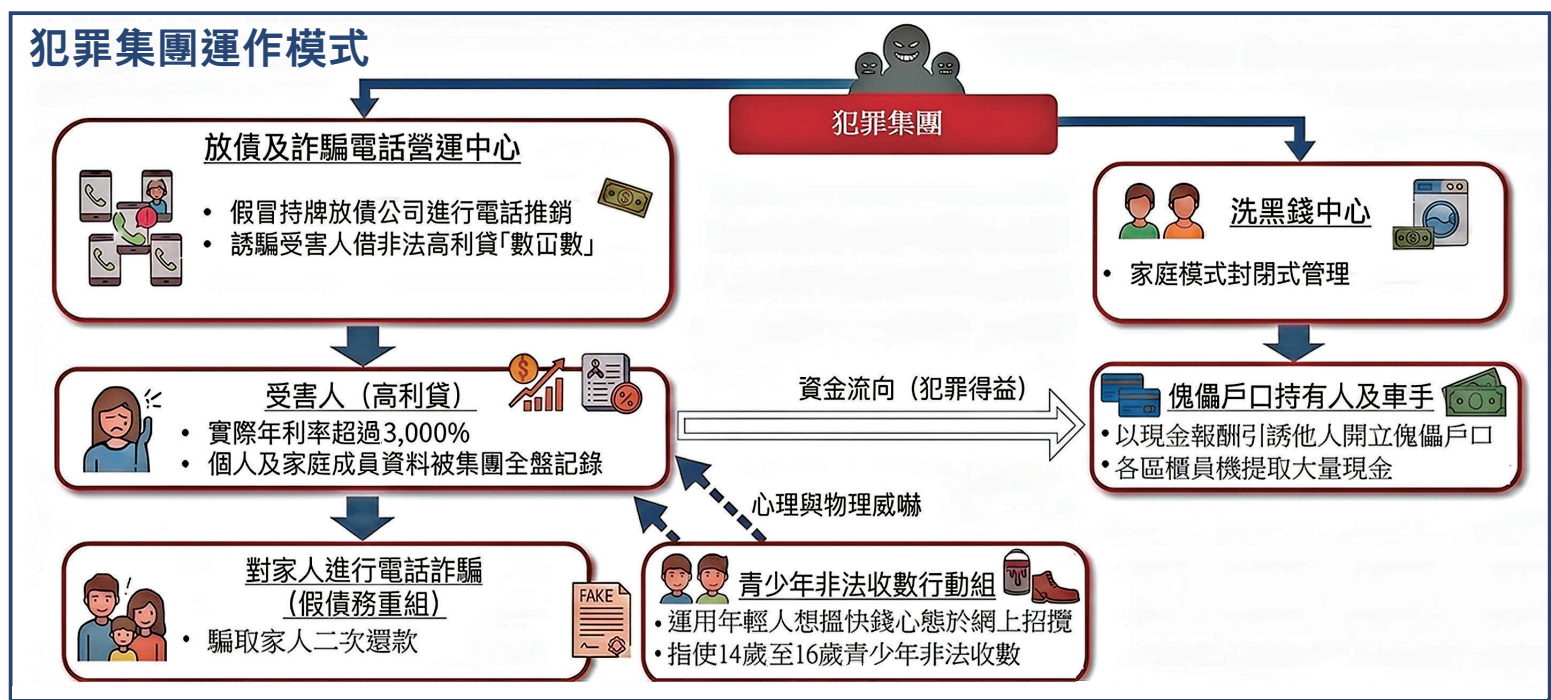 犯罪集團運作模式
犯罪集團
放債及詐騙電話營運中心
• 假冒持牌放債公司進行電話推銷
• 誘騙受害人借非法高利貸「數冚數」
洗黑錢中心
• 家庭模式封閉式管理
受害人（高利貸）
• 實際年利率超過3,000%
• 個人及家庭成員資料被集團全盤記錄
資金流向（犯罪得益）
傀儡戶口持有人及車手
• 以現金報酬引誘他人開立傀儡戶口
• 各區櫃員機提取大量現金
心理與物理威嚇
對家人進行電話詐騙
(假債務重組)
• 騙取家人二次還款
FAKE
青少年非法收數行動組
• 運用年輕人想搵快錢心態於網上招攬
• 指使14歲至16歲青少年非法收數